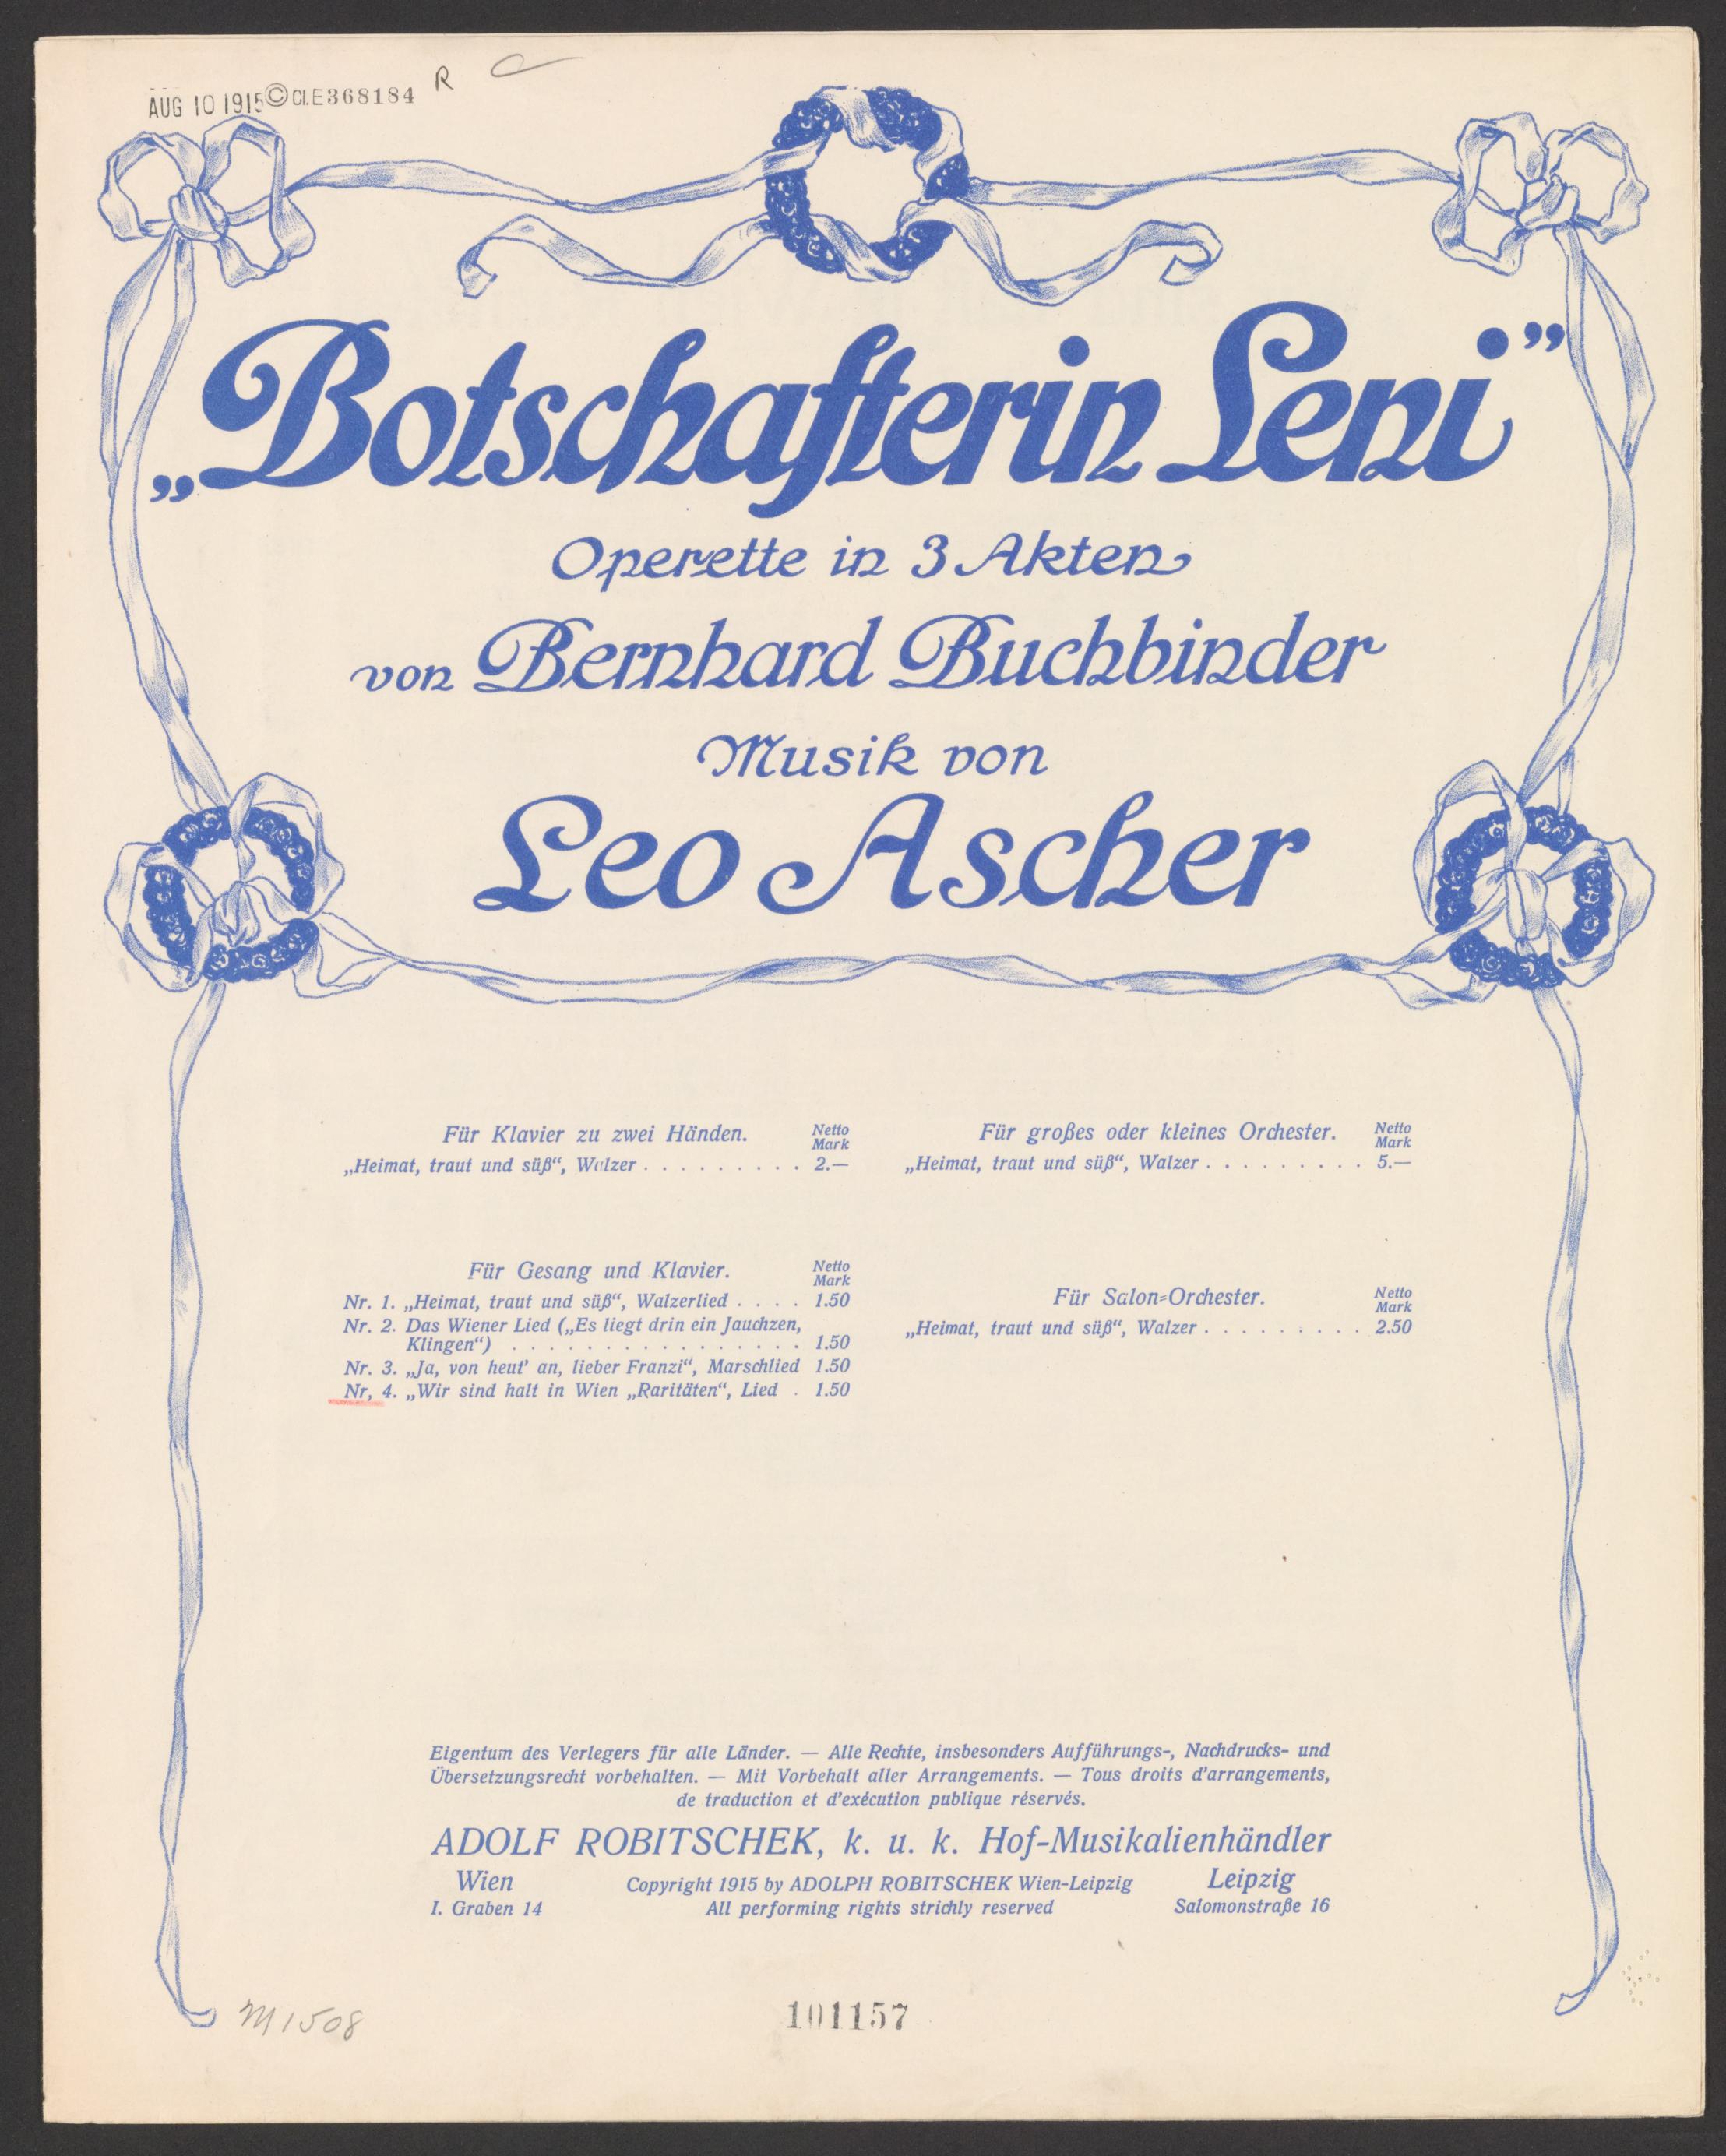 AUG 10 1915 © Cl.E368184 R C
„Botschafterin Leni”
Operette in 3 Akten
von Bernhard Buchbinder
Musik von
Leo Ascher
Für Klavier zu zwei Händen. Netto Mark
„Heimat, traut und süß“, Walzer . . . . . . . . . 2.—
Für Gesang und Klavier. Netto Mark
Nr. 1. „Heimat, traut und süß“, Walzerlied . . . . 1.50
Nr. 2. Das Wiener Lied („Es liegt drin ein Jauchzen,
Klingen“) . . . . . . . . . . . . . . . . 1.50
Nr. 3. „Ja, von heut’ an, lieber Franzi“, Marschlied 1.50
Nr, 4. „Wir sind halt in Wien „Raritäten“, Lied . 1.50
Für großes oder kleines Orchester. Netto Mark
„Heimat, traut und süß“, Walzer . . . . . . . . . 5.—
Für Salon=Orchester. Netto Mark
„Heimat, traut und süß“, Walzer . . . . . . . . . 2.50
Eigentum des Verlegers für alle Länder. — Alle Rechte, insbesonders Aufführungs-, Nachdrucks- und
Übersetzungsrecht vorbehalten. — Mit Vorbehalt aller Arrangements. — Tous droits d’arrangements,
de traduction et d’exécution publique réservés.
ADOLF ROBITSCHEK, k. u. k. Hof-Musikalienhändler
Wien Copyright 1915 by ADOLPH ROBITSCHEK Wien-Leipzig Leipzig
I. Graben 14 All performing rights strichly reserved Salomonstraße 16
M1508
101157